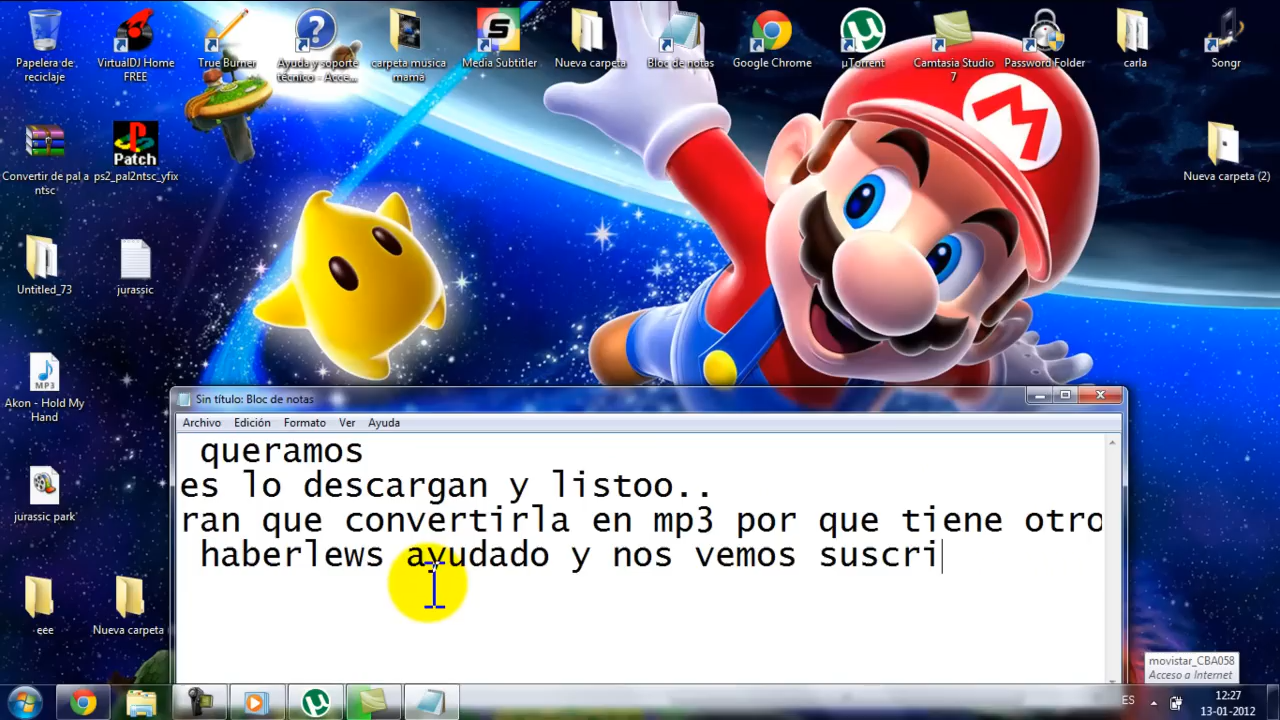 Papelera de
reciclaje
VirtualDJ Home
FREE
True Burner
Ayuda y soporte
técnico - Acce...
carpeta musica
mama
Media Subtitler
Nueva carpeta
Bloc de notas
Google Chrome
µTorrent
Camtasia Studio
7
Password Folder
carla
Songr
M
S
Convertir de pal a
ntsc
Patch
ps2_pal2ntsc_yfix
Nueva carpeta (2)
Untitled_73
jurassic
MP3
Akon - Hold My
Hand
jurassic park
eee
Nueva carpeta
Sin título: Bloc de notas
Archivo Edición Formato Ver Ayuda
queramos
es lo descargan y listoo..
ran que convertirla en mp3 por que tiene otro
haberlews ayudado y nos vemos suscri
movistar_CBA058
Acceso a Internet
ES
12:27
13-01-2012